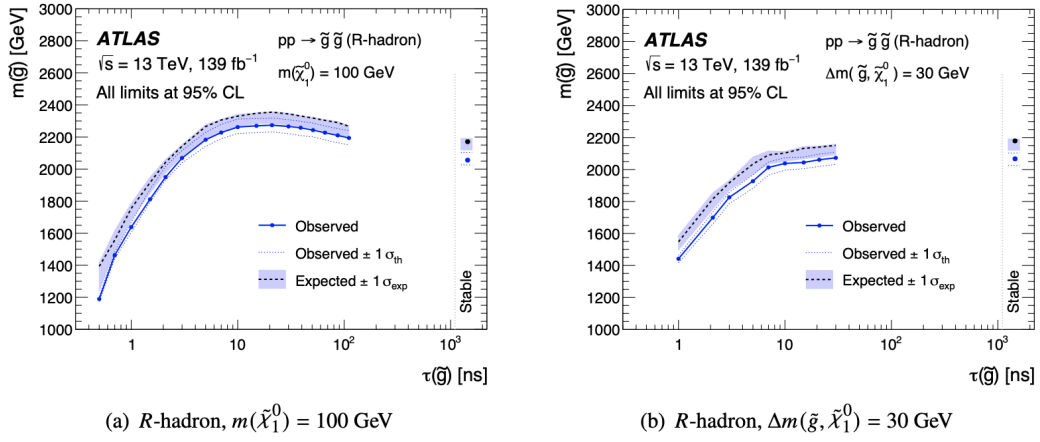 3000
2800
2600
2400
2200
2000
1800
1600
1400
1200
1000
m(g̃) [GeV]
ATLAS
√s = 13 TeV, 139 fb⁻¹
All limits at 95% CL
pp → g̃ g̃ (R-hadron)
m(χ̃₁⁰) = 100 GeV
Observed
Observed ± 1 σth
Expected ± 1 σexp
Stable
1
10
10²
10³
τ(g̃) [ns]
(a) R-hadron, m(χ̃₁⁰) = 100 GeV
3000
2800
2600
2400
2200
2000
1800
1600
1400
1200
1000
m(g̃) [GeV]
ATLAS
√s = 13 TeV, 139 fb⁻¹
All limits at 95% CL
pp → g̃ g̃ (R-hadron)
Δm( g̃, χ̃₁⁰) = 30 GeV
Observed
Observed ± 1 σth
Expected ± 1 σexp
Stable
1
10
10²
10³
τ(g̃) [ns]
(b) R-hadron, Δm(g̃, χ̃₁⁰) = 30 GeV